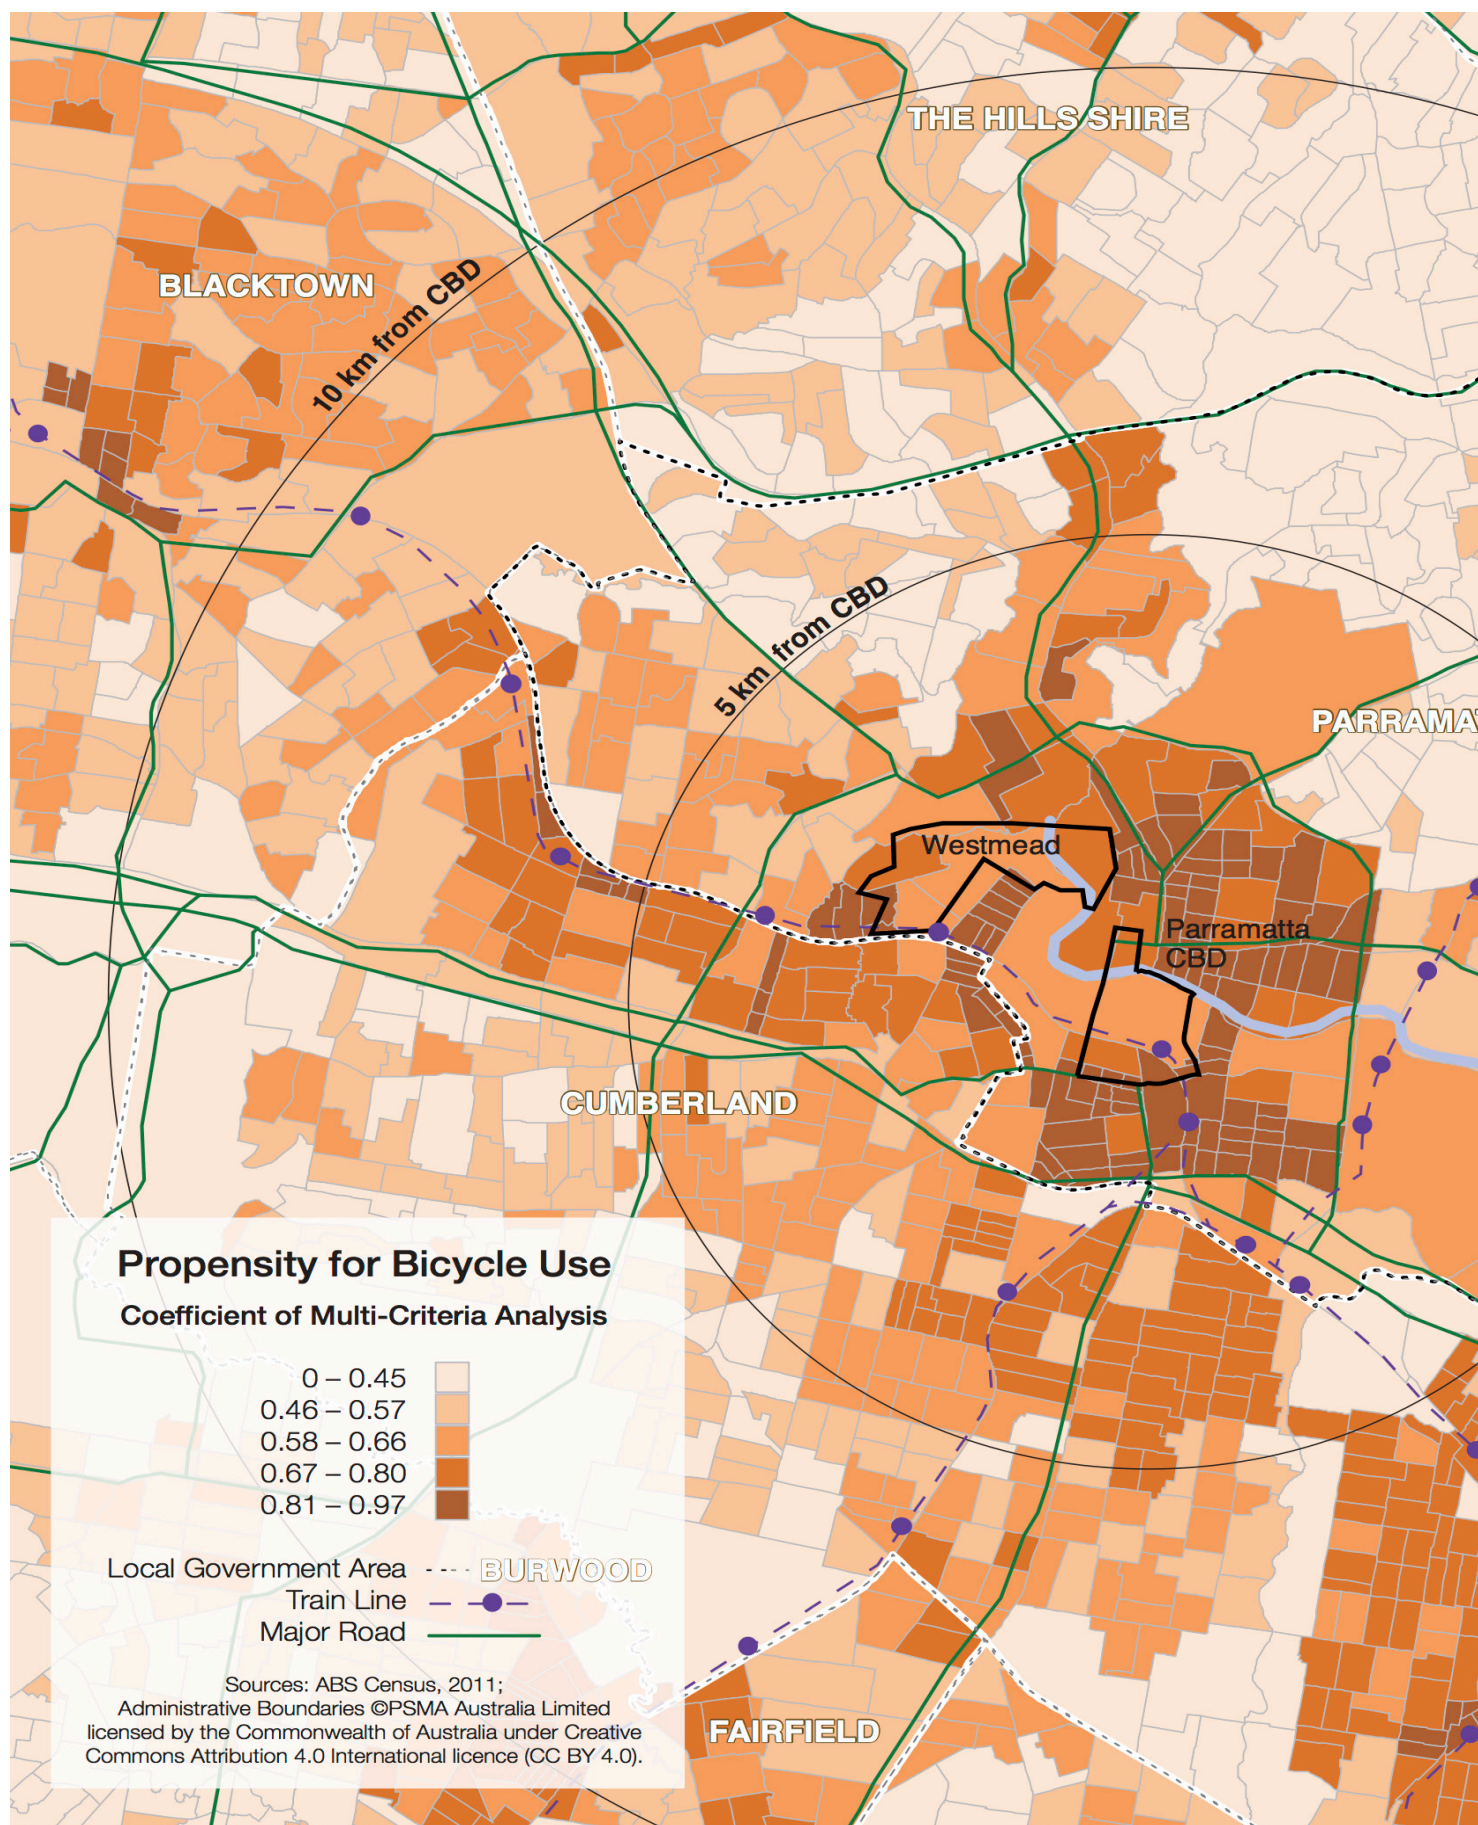 THE HILLS SHIRE
BLACKTOWN
10 km from CBD
5 km from CBD
PARRAMA
Westmead
Parramatta
CBD
CUMBERLAND
Propensity for Bicycle Use
Coefficient of Multi-Criteria Analysis
0 – 0.45
0.46 – 0.57
0.58 – 0.66
0.67 – 0.80
0.81 – 0.97
Local Government Area BURWOOD
Train Line
Major Road
Sources: ABS Census, 2011;
Administrative Boundaries ©PSMA Australia Limited
licensed by the Commonwealth of Australia under Creative
Commons Attribution 4.0 International licence (CC BY 4.0).
FAIRFIELD